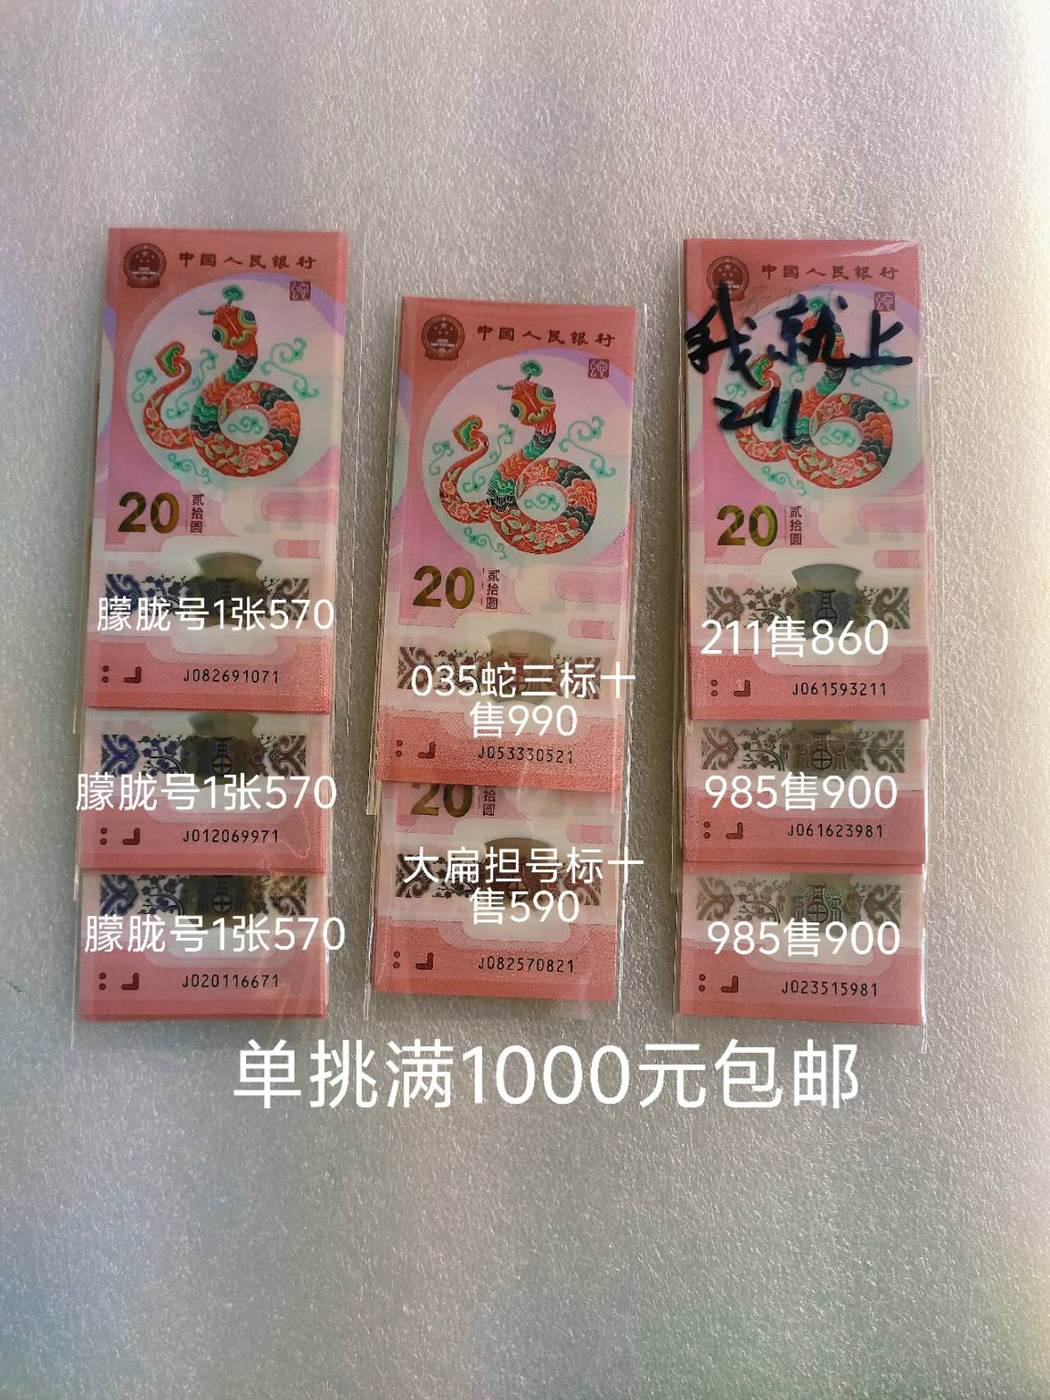 中国人民银行
20
贰拾圆
朦胧号1张570
J082691071
朦胧号1张570
J012069971
朦胧号1张570
J020116671
中国人民银行
20
贰拾圆
035蛇三标十
售990
J053330521
20
拾圆
大扁担号标十
售590
J082570821
中国人民银行
我就上
211
20
贰拾圆
211售860
J061593211
985售900
J061623981
985售900
J023515981
单挑满1000元包邮